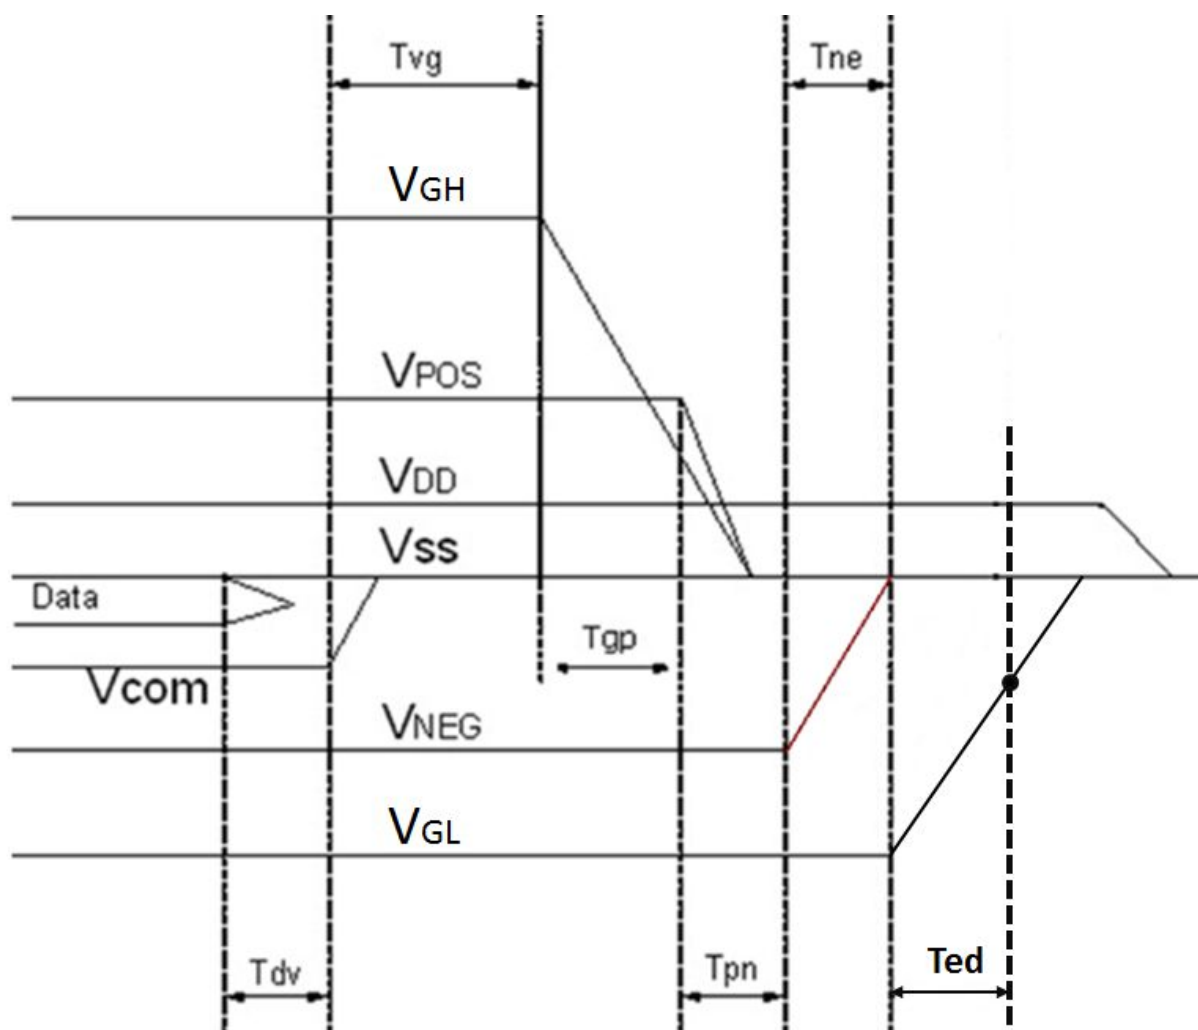 Tvg
Tne
VGH
VPOS
VDD
Vss
Data
Tgp
Vcom
VNEG
VGL
Tdv
Tpn
Ted